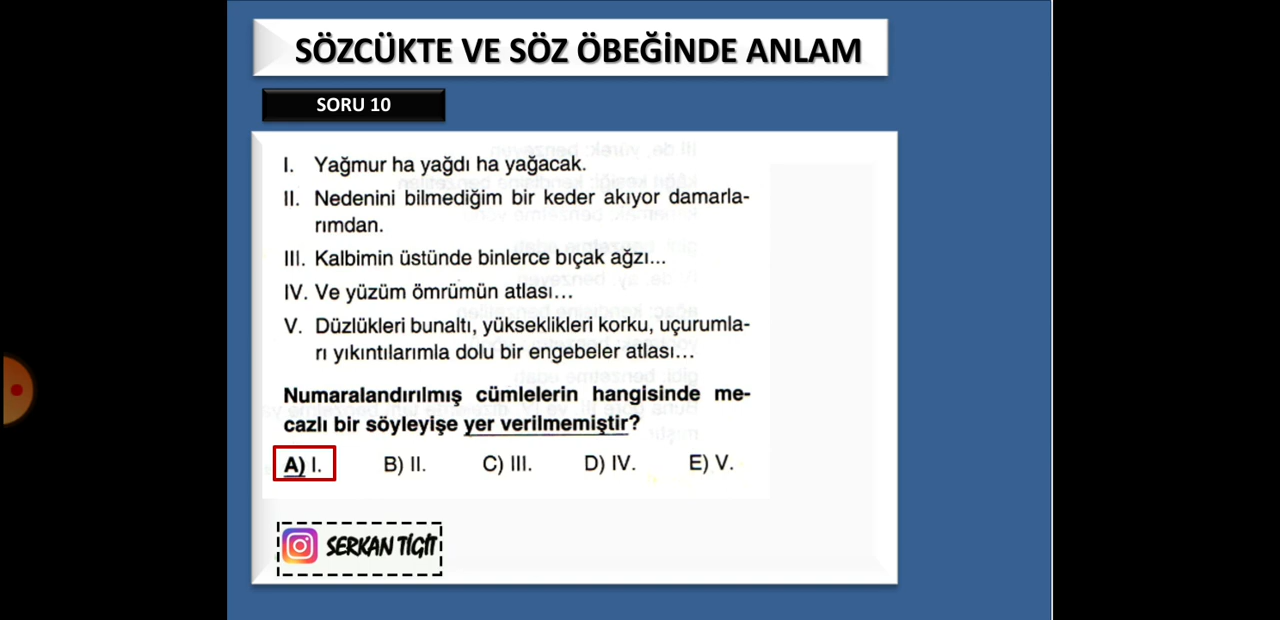 SÖZCÜKTE VE SÖZ ÖBEĞİNDE ANLAM
SORU 10
I. Yağmur ha yağdı ha yağacak.
II. Nedenini bilmediğim bir keder akıyor damarla-
rımdan.
III. Kalbimin üstünde binlerce bıçak ağzı...
IV. Ve yüzüm ömrümün atlası...
V. Düzlükleri bunaltı, yükseklikleri korku, uçurumla-
rı yıkıntılarımla dolu bir engebeler atlası...
Numaralandırılmış cümlelerin hangisinde me-
cazlı bir söyleyişe yer verilmemiştir?
A) I. B) II. C) III. D) IV. E) V.
SERKAN TİGİT